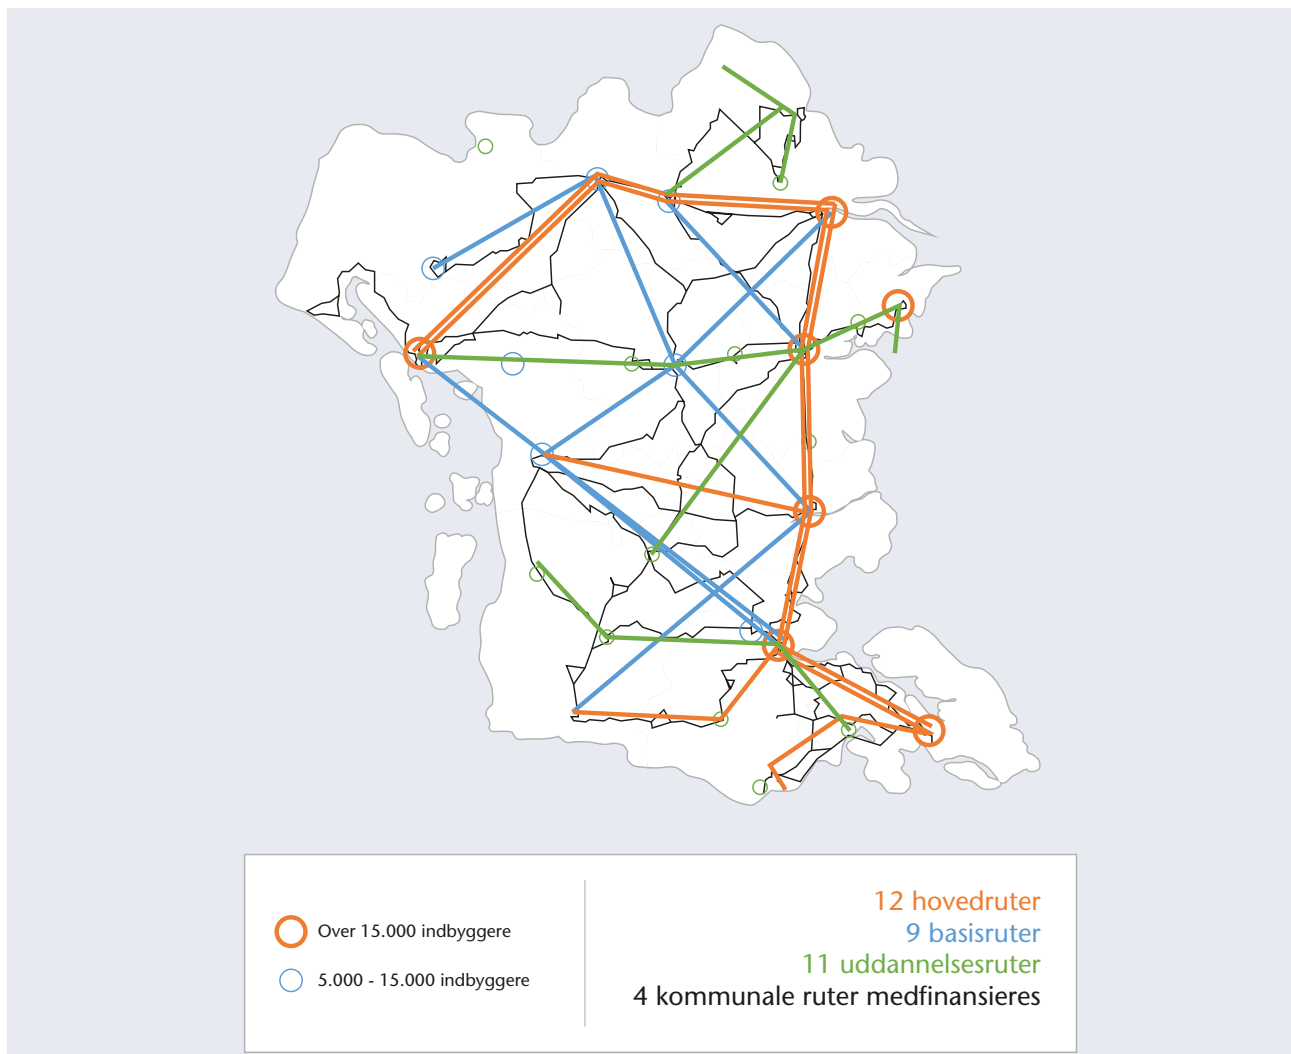 Over 15.000 indbyggere
5.000 - 15.000 indbyggere
12 hovedruter
9 basisruter
11 uddannelsesruter
4 kommunale ruter medfinansieres